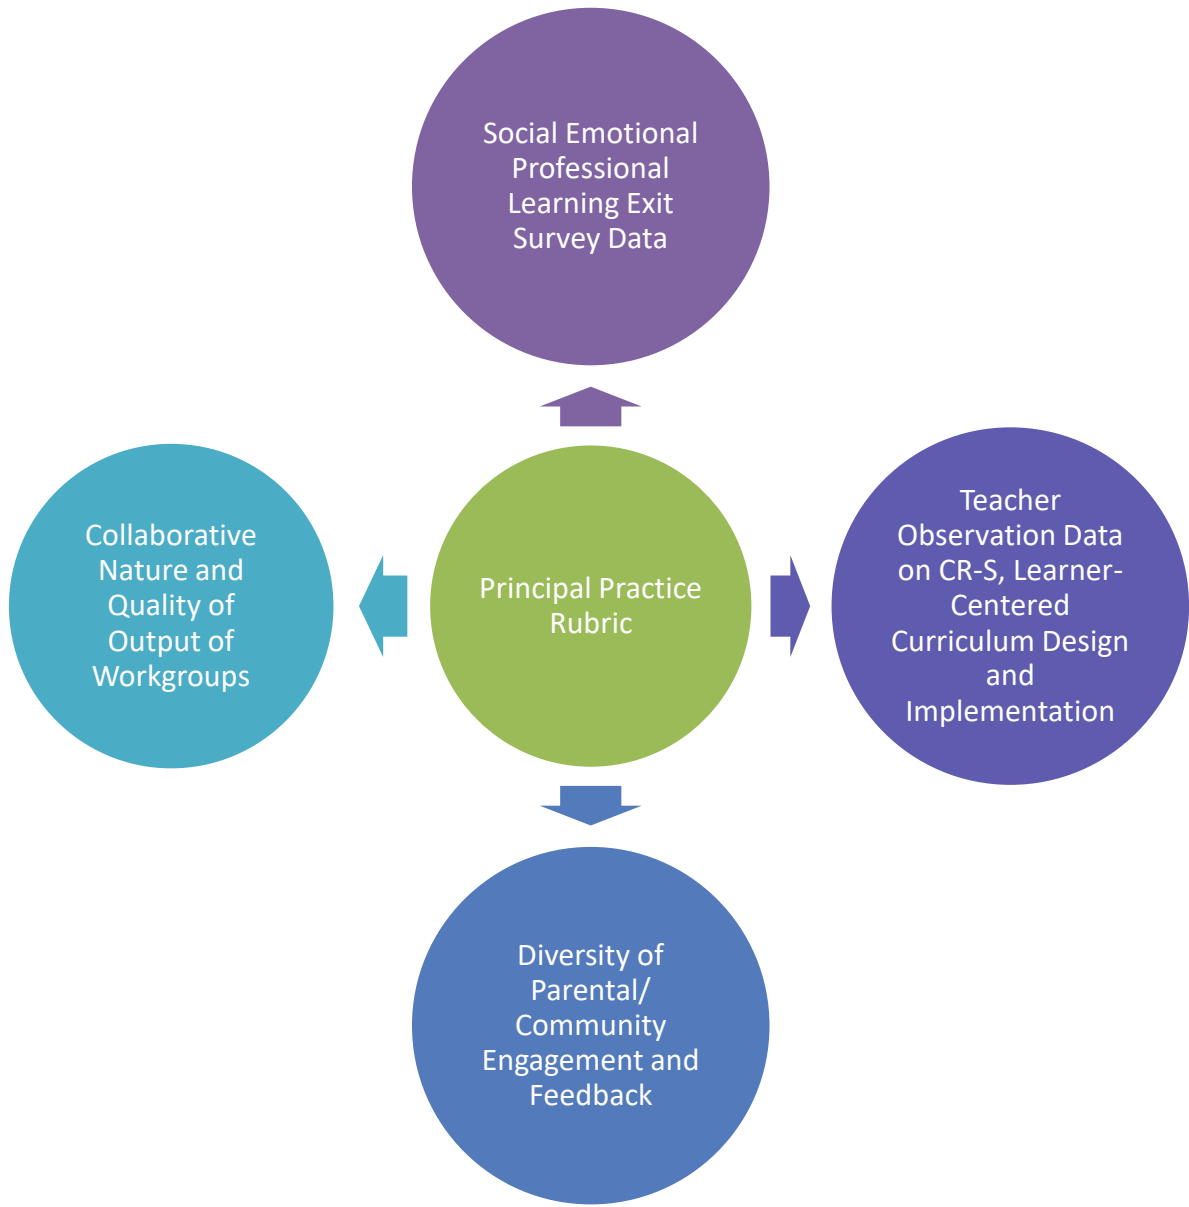 Social Emotional
Professional
Learning Exit
Survey Data
Collaborative
Nature and
Quality of
Output of
Workgroups
Principal Practice
Rubric
Teacher
Observation Data
on CR-S, Learner-
Centered
Curriculum Design
and
Implementation
Diversity of
Parental/
Community
Engagement and
Feedback